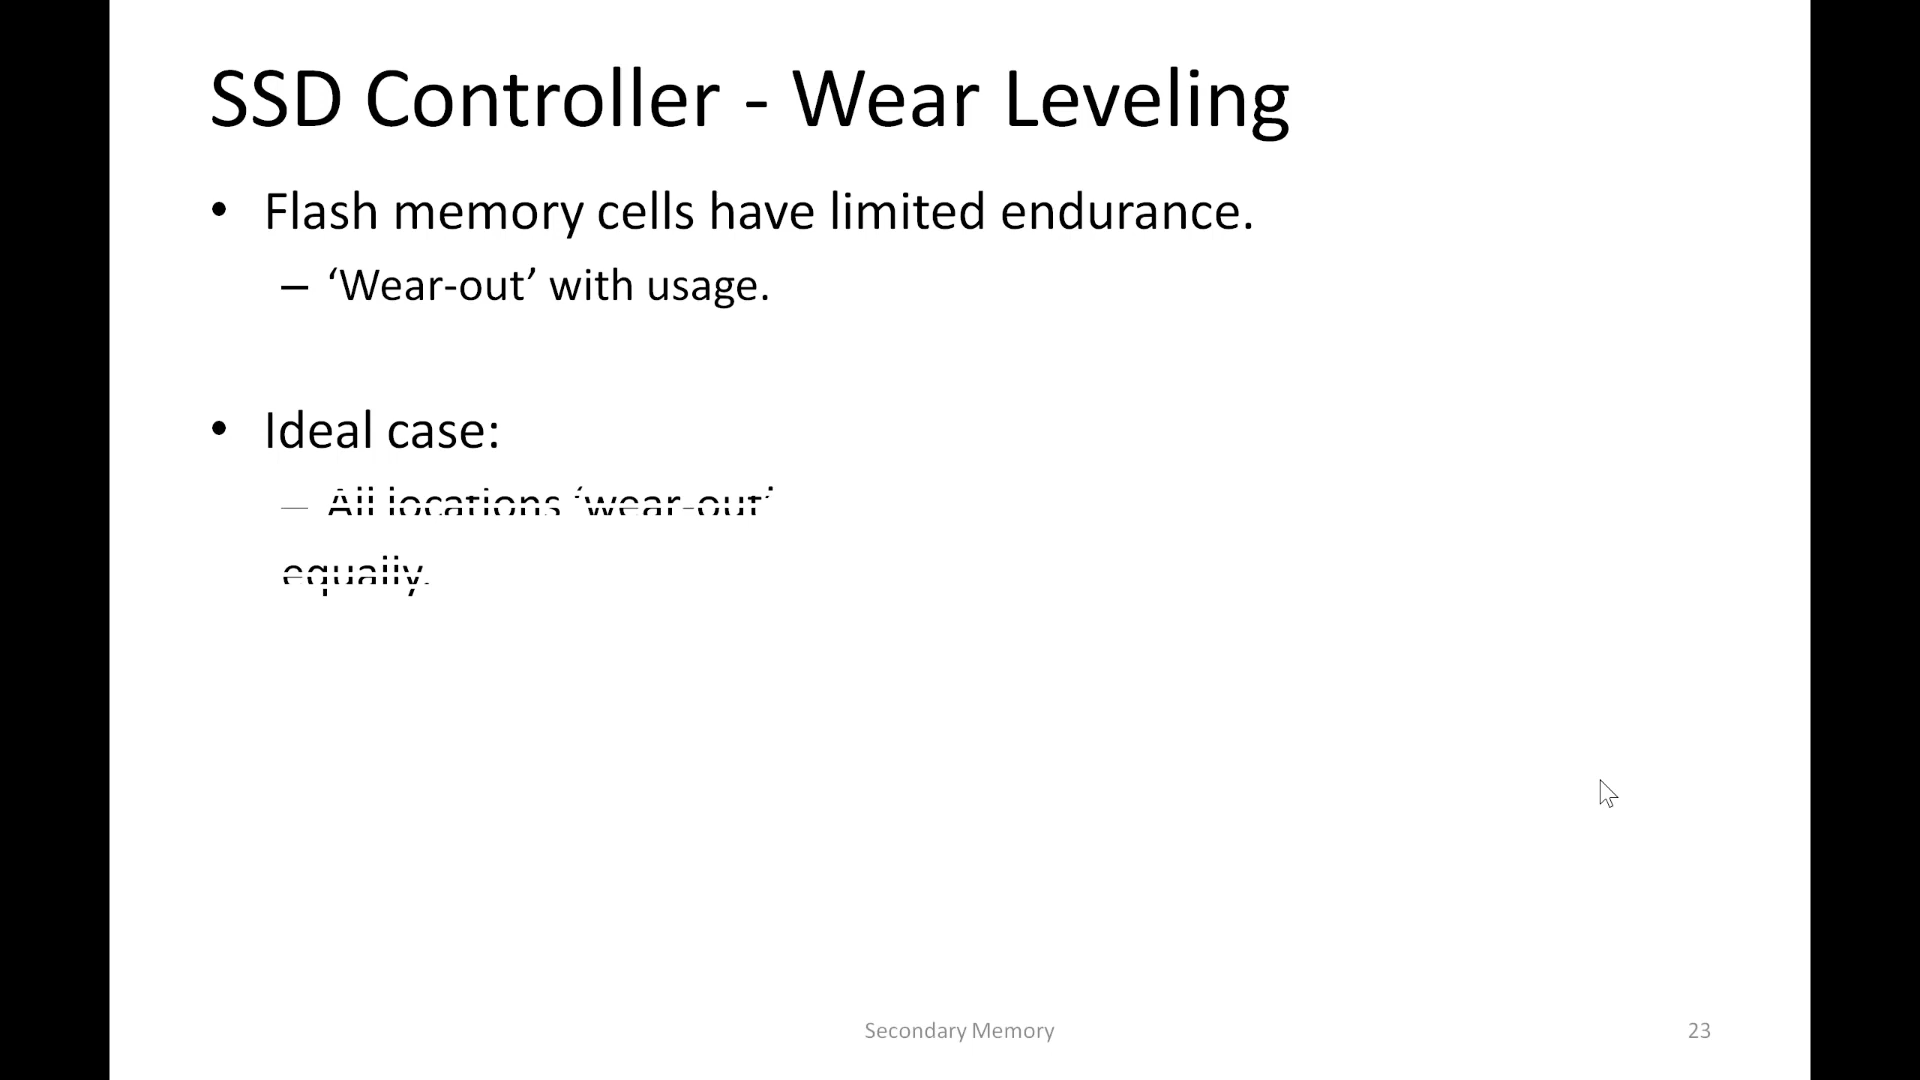 SSD Controller - Wear Leveling
• Flash memory cells have limited endurance.
– ‘Wear-out’ with usage.
• Ideal case:
– All locations ‘wear-out’
equally.
Secondary Memory
23